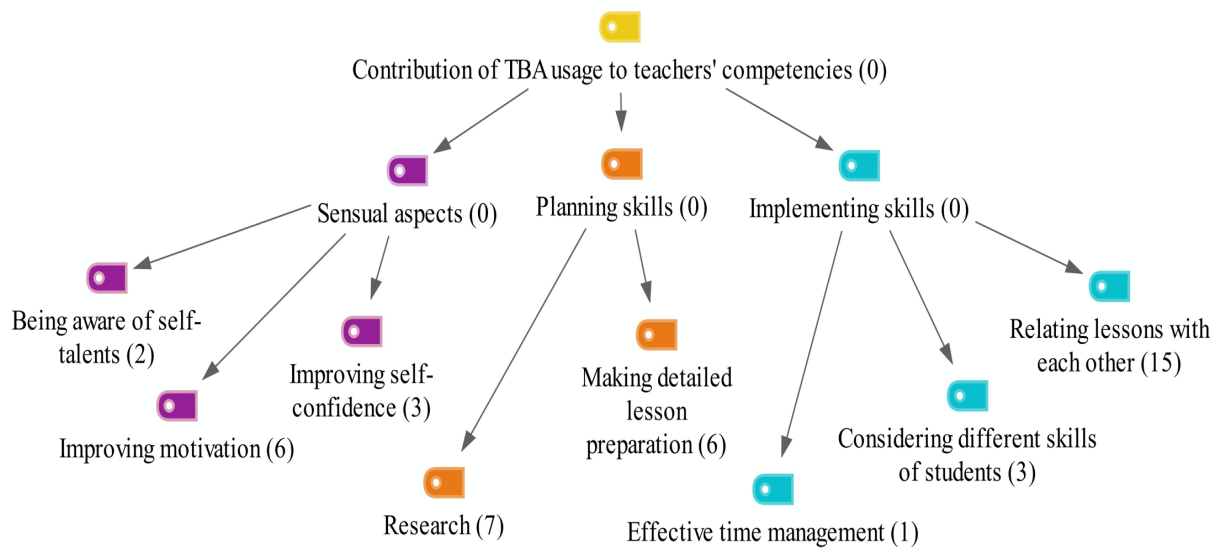 Contribution of TBA usage to teachers' competencies (0)
Sensual aspects (0)
Planning skills (0)
Implementing skills (0)
Being aware of self-
talents (2)
Improving motivation (6)
Improving self-
confidence (3)
Research (7)
Making detailed
lesson
preparation (6)
Effective time management (1)
Considering different skills
of students (3)
Relating lessons with
each other (15)